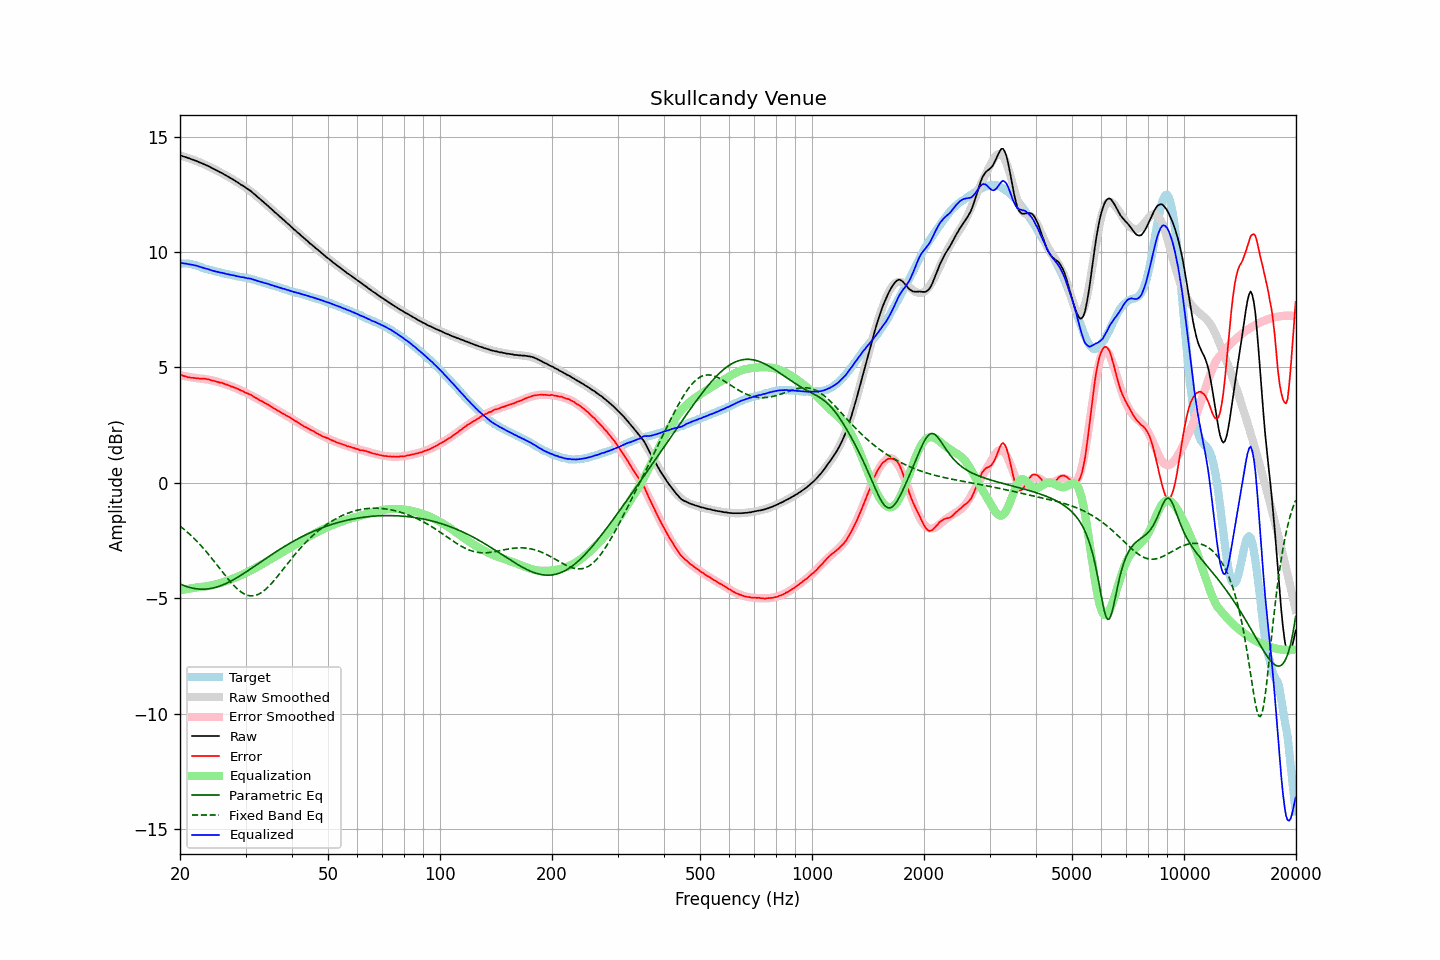 Skullcandy Venue
Amplitude (dBr)
15
10
5
0
−5
−10
−15
Target
Raw Smoothed
Error Smoothed
Raw
Error
Equalization
Parametric Eq
Fixed Band Eq
Equalized
20 50 100 200 500 1000 2000 5000 10000 20000
Frequency (Hz)